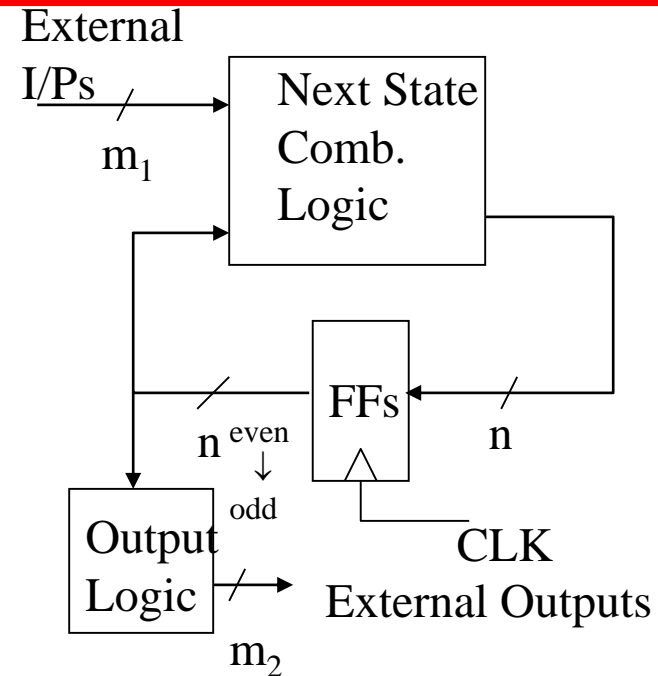 External
I/Ps
m₁
Next State
Comb.
Logic
FFs
n
n
even
↓
odd
Output
Logic
m₂
CLK
External Outputs